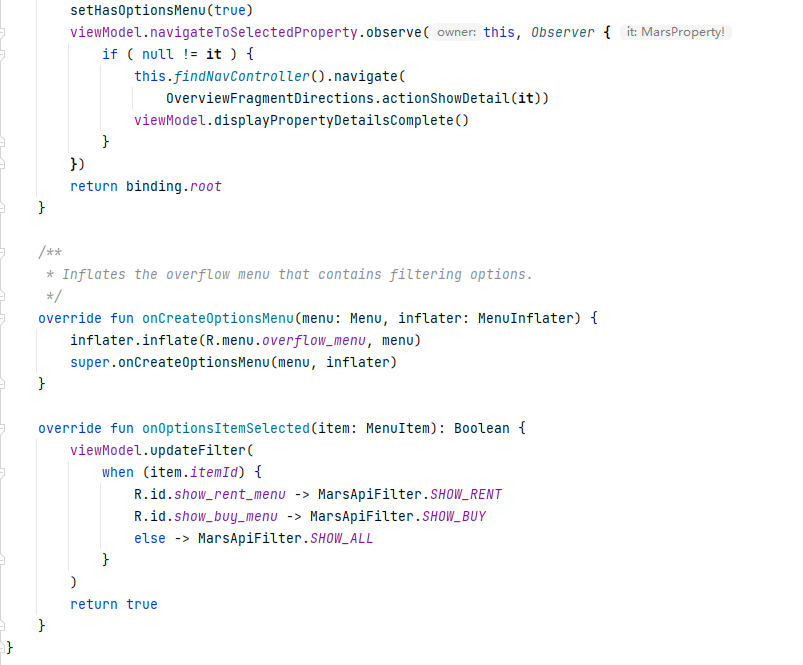 setHasOptionsMenu(true)
viewModel.navigateToSelectedProperty.observe( owner: this, Observer { it: MarsProperty!
if ( null != it ) {
this.findNavController().navigate(
OverviewFragmentDirections.actionShowDetail(it))
viewModel.displayPropertyDetailsComplete()
}
})
return binding.root
}
/**
* Inflates the overflow menu that contains filtering options.
*/
override fun onCreateOptionsMenu(menu: Menu, inflater: MenuInflater) {
inflater.inflate(R.menu.overflow_menu, menu)
super.onCreateOptionsMenu(menu, inflater)
}
override fun onOptionsItemSelected(item: MenuItem): Boolean {
viewModel.updateFilter(
when (item.itemId) {
R.id.show_rent_menu -> MarsApiFilter.SHOW_RENT
R.id.show_buy_menu -> MarsApiFilter.SHOW_BUY
else -> MarsApiFilter.SHOW_ALL
}
)
return true
}
}